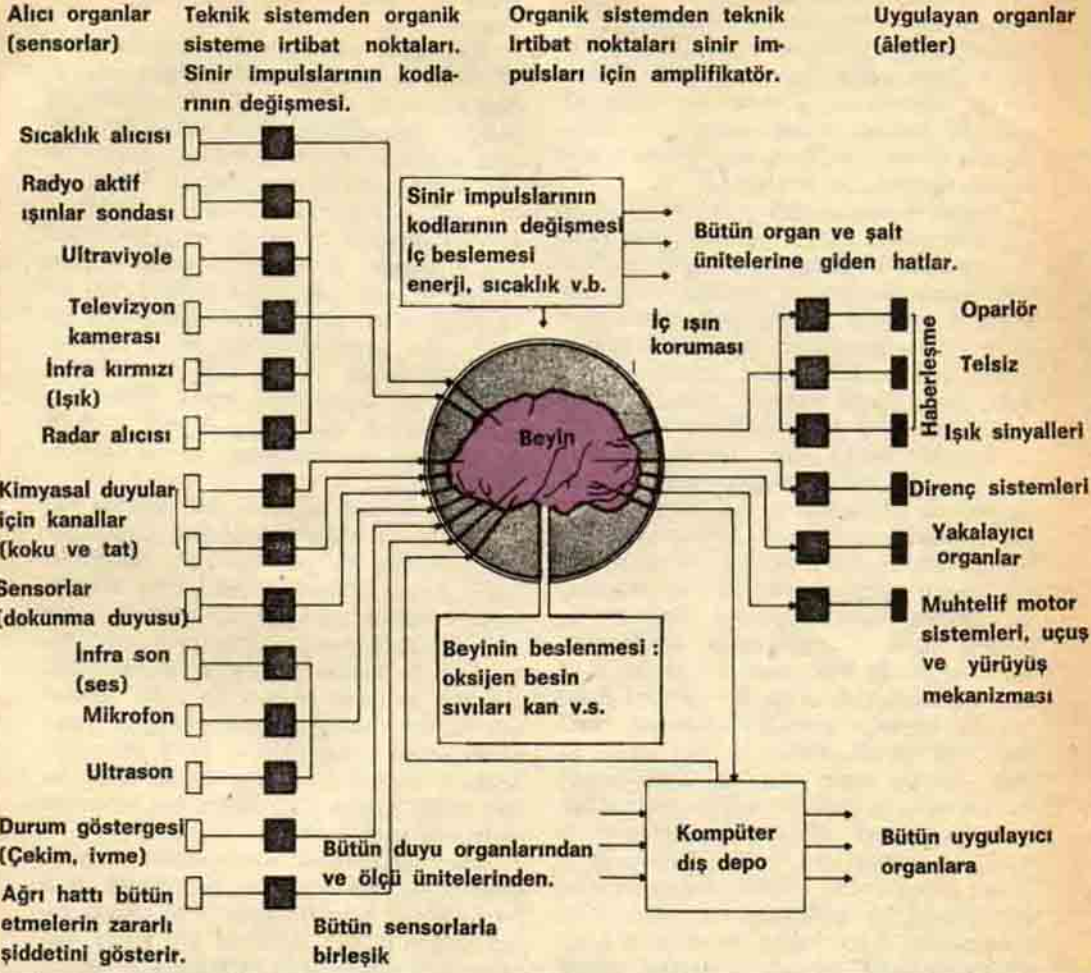 Alıcı organlar
(sensorlar)
Teknik sistemden organik
sisteme irtibat noktaları.
Sinir impulslarının kodla-
rının değişmesi.
Organik sistemden teknik
Irtibat noktaları sinir im-
pulsları için amplifikatör.
Uygulayan organlar
(âletler)
Sıcaklık alıcısı
Radyo aktif
ışınlar sondası
Ultraviyole
Televizyon
kamerası
İnfra kırmızı
(Işık)
Radar alıcısı
Kimyasal duyular
için kanallar
(koku ve tat)
Sensorlar
(dokunma duyusu)
İnfra son
(ses)
Mikrofon
Ultrason
Durum göstergesi
(Çekim, ivme)
Ağrı hattı bütün
etmelerin zararlı
şiddetini gösterir.
Sinir impulslarının
kodlarının değişmesi
İç beslemesi
enerji, sıcaklık v.b.
Bütün organ ve şalt
ünitelerine giden hatlar.
İç ışın
koruması
Beyin
Beyinin beslenmesi :
oksijen besin
sıvıları kan v.s.
Bütün duyu organlarından
ve ölçü ünitelerinden.
Bütün sensorlarla
birleşik
Kompüter
dış depo
Bütün uygulayıcı
organlara
Haberleşme
Oparlör
Telsiz
Işık sinyalleri
Direnç sistemleri
Yakalayıcı
organlar
Muhtelif motor
sistemleri, uçuş
ve yürüyüş
mekanizması